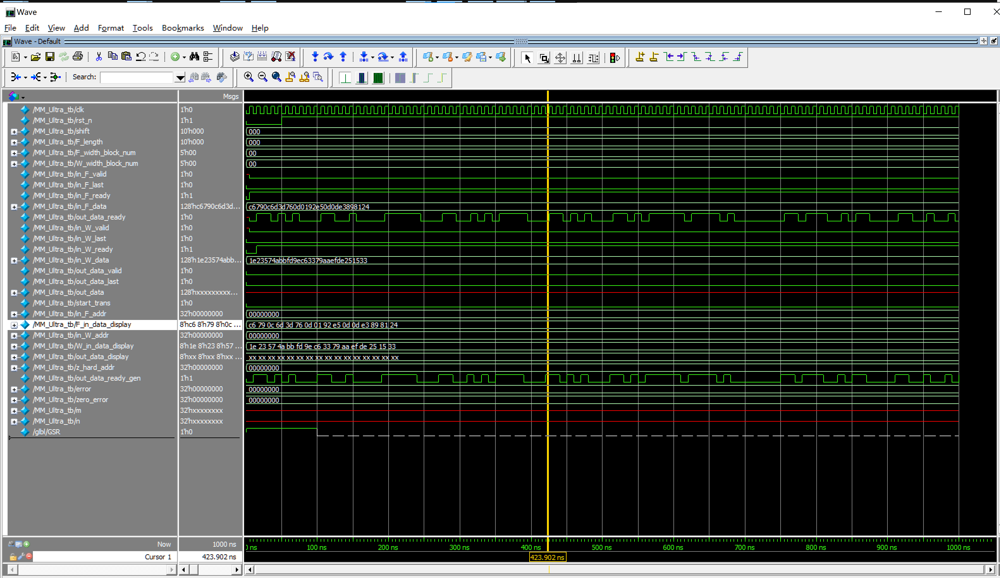 Wave
File Edit View Add Format Tools Bookmarks Window Help
Wave - Default
Search:
Msgs
/MM_Ultra_tb/clk 1'h0
/MM_Ultra_tb/rst_n 1'h1
/MM_Ultra_tb/shift 10'h000 000
/MM_Ultra_tb/F_length 10'h000 000
/MM_Ultra_tb/F_width_block_num 5'h00 00
/MM_Ultra_tb/W_width_block_num 5'h00 00
/MM_Ultra_tb/in_F_valid 1'h0
/MM_Ultra_tb/in_F_last 1'h0
/MM_Ultra_tb/in_F_ready 1'h1
/MM_Ultra_tb/in_F_data 128'hc6790c6d3d... c6790c6d3d760d0192e50d0de3898124
/MM_Ultra_tb/out_data_ready 1'h0
/MM_Ultra_tb/in_W_valid 1'h0
/MM_Ultra_tb/in_W_last 1'h0
/MM_Ultra_tb/in_W_ready 1'h1
/MM_Ultra_tb/in_W_data 128'h1e23574abb... 1e23574abbfd9ec63379aaefde251533
/MM_Ultra_tb/out_data_valid 1'h0
/MM_Ultra_tb/out_data_last 1'h0
/MM_Ultra_tb/out_data 128'hxxxxxxxxx...
/MM_Ultra_tb/start_trans 1'h0
/MM_Ultra_tb/in_F_addr 32'h00000000 00000000
/MM_Ultra_tb/F_in_data_display 8'hc6 8'h79 8'h0c ... c6 79 0c 6d 3d 76 0d 01 92 e5 0d 0d e3 89 81 24
/MM_Ultra_tb/in_W_addr 32'h00000000 00000000
/MM_Ultra_tb/W_in_data_display 8'h1e 8'h23 8'h57 ... 1e 23 57 4a bb fd 9e c6 33 79 aa ef de 25 15 33
/MM_Ultra_tb/out_data_display 8'hxx 8'hxx 8'hxx ... xx xx xx xx xx xx xx xx xx xx xx xx xx xx xx xx
/MM_Ultra_tb/z_hard_addr 32'h00000000 00000000
/MM_Ultra_tb/out_data_ready_gen 1'h1
/MM_Ultra_tb/error 32'h00000000 00000000
/MM_Ultra_tb/zero_error 32'h00000000 00000000
/MM_Ultra_tb/m 32'hxxxxxxxx
/MM_Ultra_tb/n 32'hxxxxxxxx
/glbl/GSR 1'h0
Now 1000 ns ns 100 ns 200 ns 300 ns 400 ns 500 ns 600 ns 700 ns 800 ns 900 ns 1000 ns
Cursor 1 423.902 ns 423.902 ns